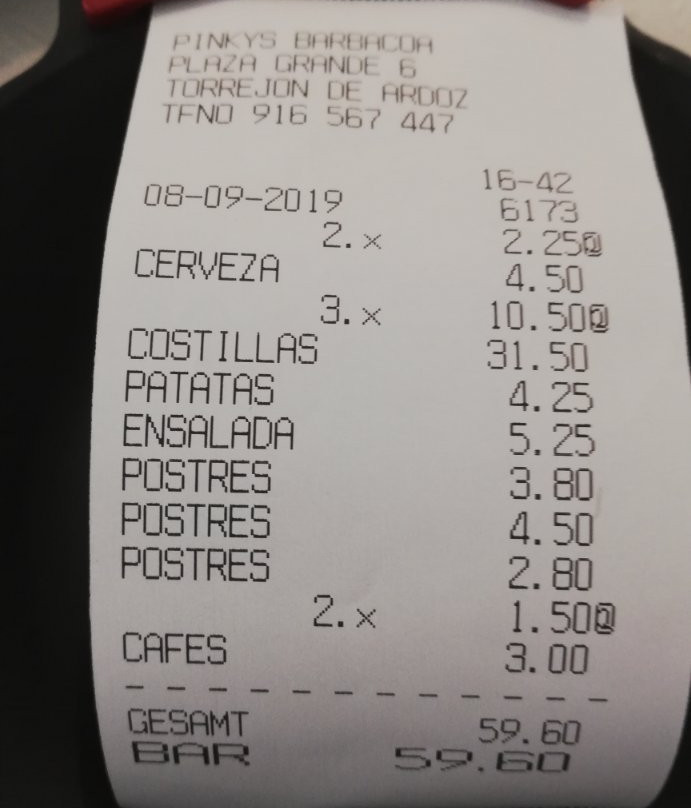 PINKYS BARBACOA
PLAZA GRANDE 6
TORREJON DE ARDOZ
TFNO 916 567 447
16-42
08-09-2019 6173
2.x 2.25@
CERVEZA 4.50
3.x 10.50@
COSTILLAS 31.50
PATATAS 4.25
ENSALADA 5.25
POSTRES 3.80
POSTRES 4.50
POSTRES 2.80
2.x 1.50@
CAFES 3.00
GESAMT 59.60
BAR 59.60